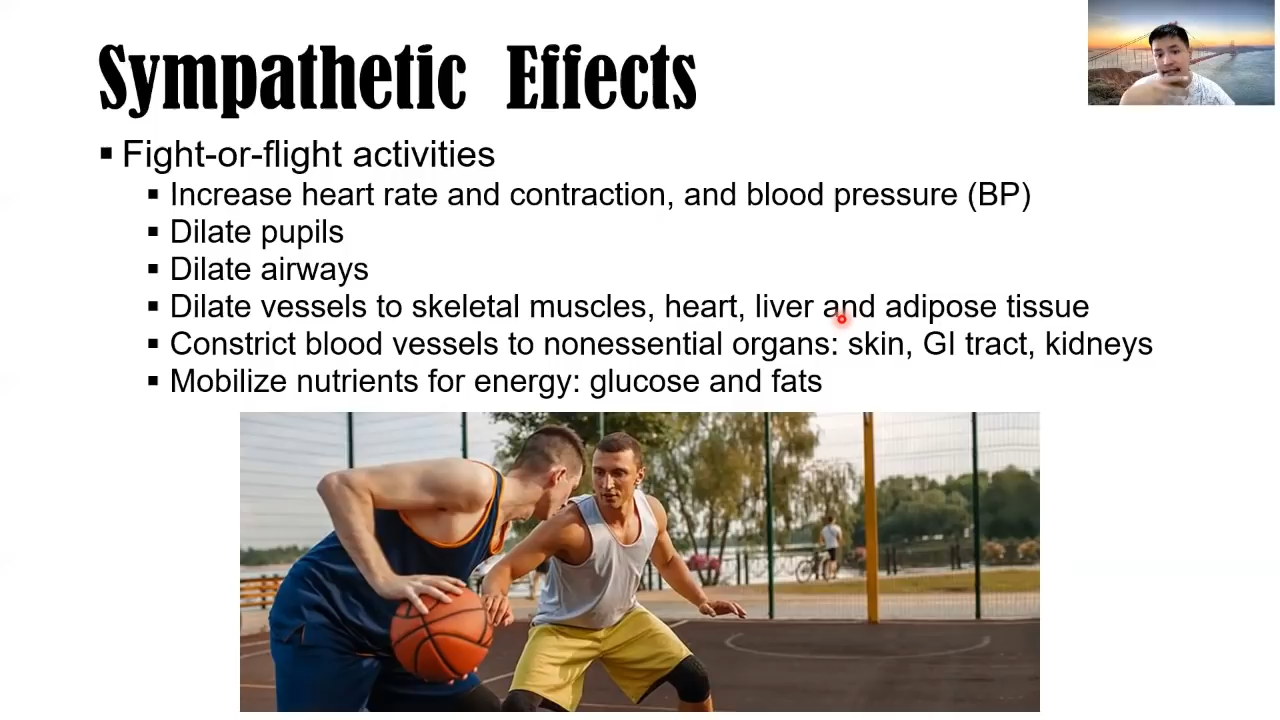 Sympathetic Effects
▪ Fight-or-flight activities
▪ Increase heart rate and contraction, and blood pressure (BP)
▪ Dilate pupils
▪ Dilate airways
▪ Dilate vessels to skeletal muscles, heart, liver and adipose tissue
▪ Constrict blood vessels to nonessential organs: skin, GI tract, kidneys
▪ Mobilize nutrients for energy: glucose and fats